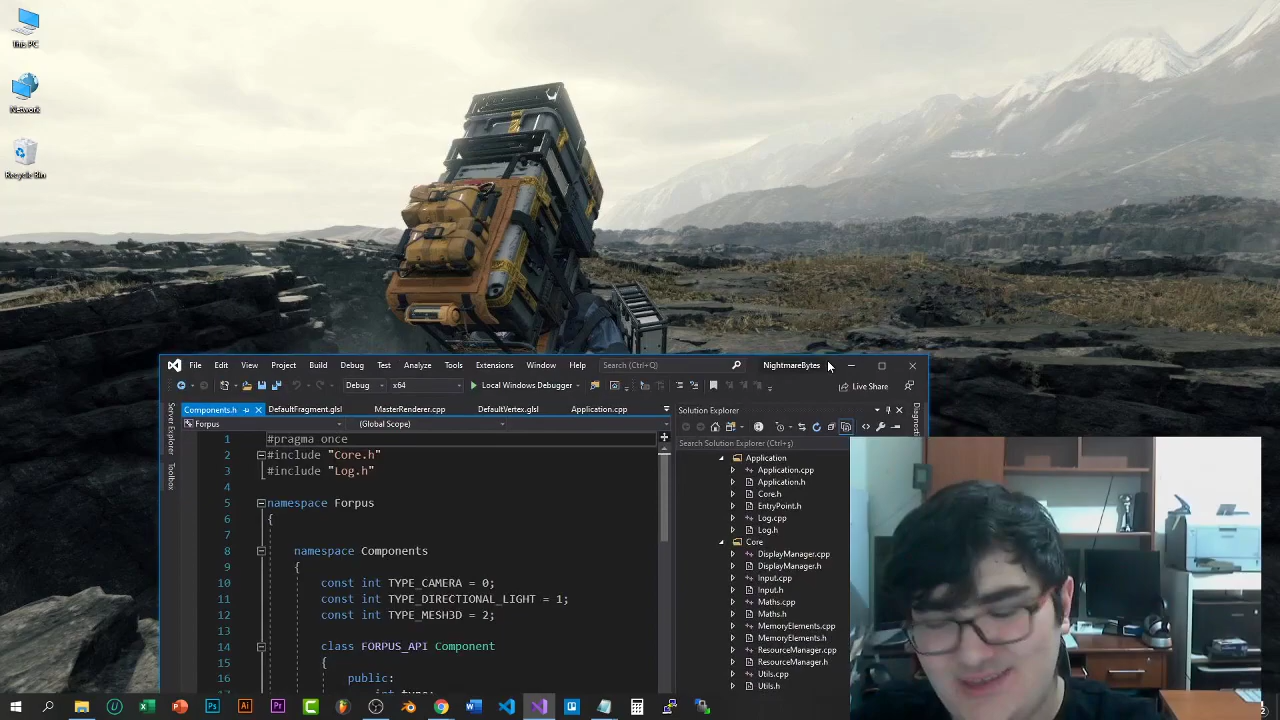 This PC
Network
Recycle Bin
File Edit View Project Build Debug Test Analyze Tools Extensions Window Help Search (Ctrl+Q) NightmareBytes
Debug x64 Local Windows Debugger Live Share
Server Explorer
Toolbox
Components.h DefaultFragment.glsl MasterRenderer.cpp DefaultVertex.glsl Application.cpp
Forpus (Global Scope)
1 #pragma once
2 #include "Core.h"
3 #include "Log.h"
4
5 namespace Forpus
6 {
7
8 namespace Components
9 {
10 const int TYPE_CAMERA = 0;
11 const int TYPE_DIRECTIONAL_LIGHT = 1;
12 const int TYPE_MESH3D = 2;
13
14 class FORPUS_API Component
15 {
16 public:
Solution Explorer
Search Solution Explorer (Ctrl+ş)
Application
Application.cpp
Application.h
Core.h
EntryPoint.h
Log.cpp
Log.h
Core
DisplayManager.cpp
DisplayManager.h
Input.cpp
Input.h
Maths.cpp
Maths.h
MemoryElements.cpp
MemoryElements.h
ResourceManager.cpp
ResourceManager.h
Utils.cpp
Utils.h